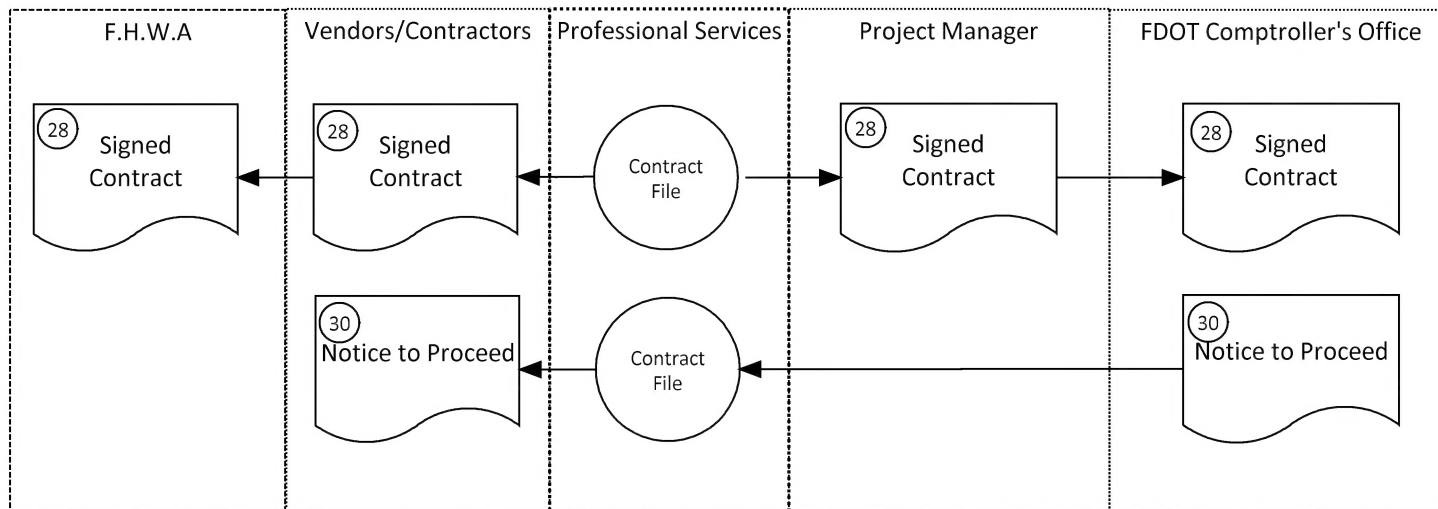 F.H.W.A
Vendors/Contractors
Professional Services
Project Manager
FDOT Comptroller's Office
28
Signed
Contract
28
Signed
Contract
Contract
File
28
Signed
Contract
28
Signed
Contract
30
Notice to Proceed
Contract
File
30
Notice to Proceed